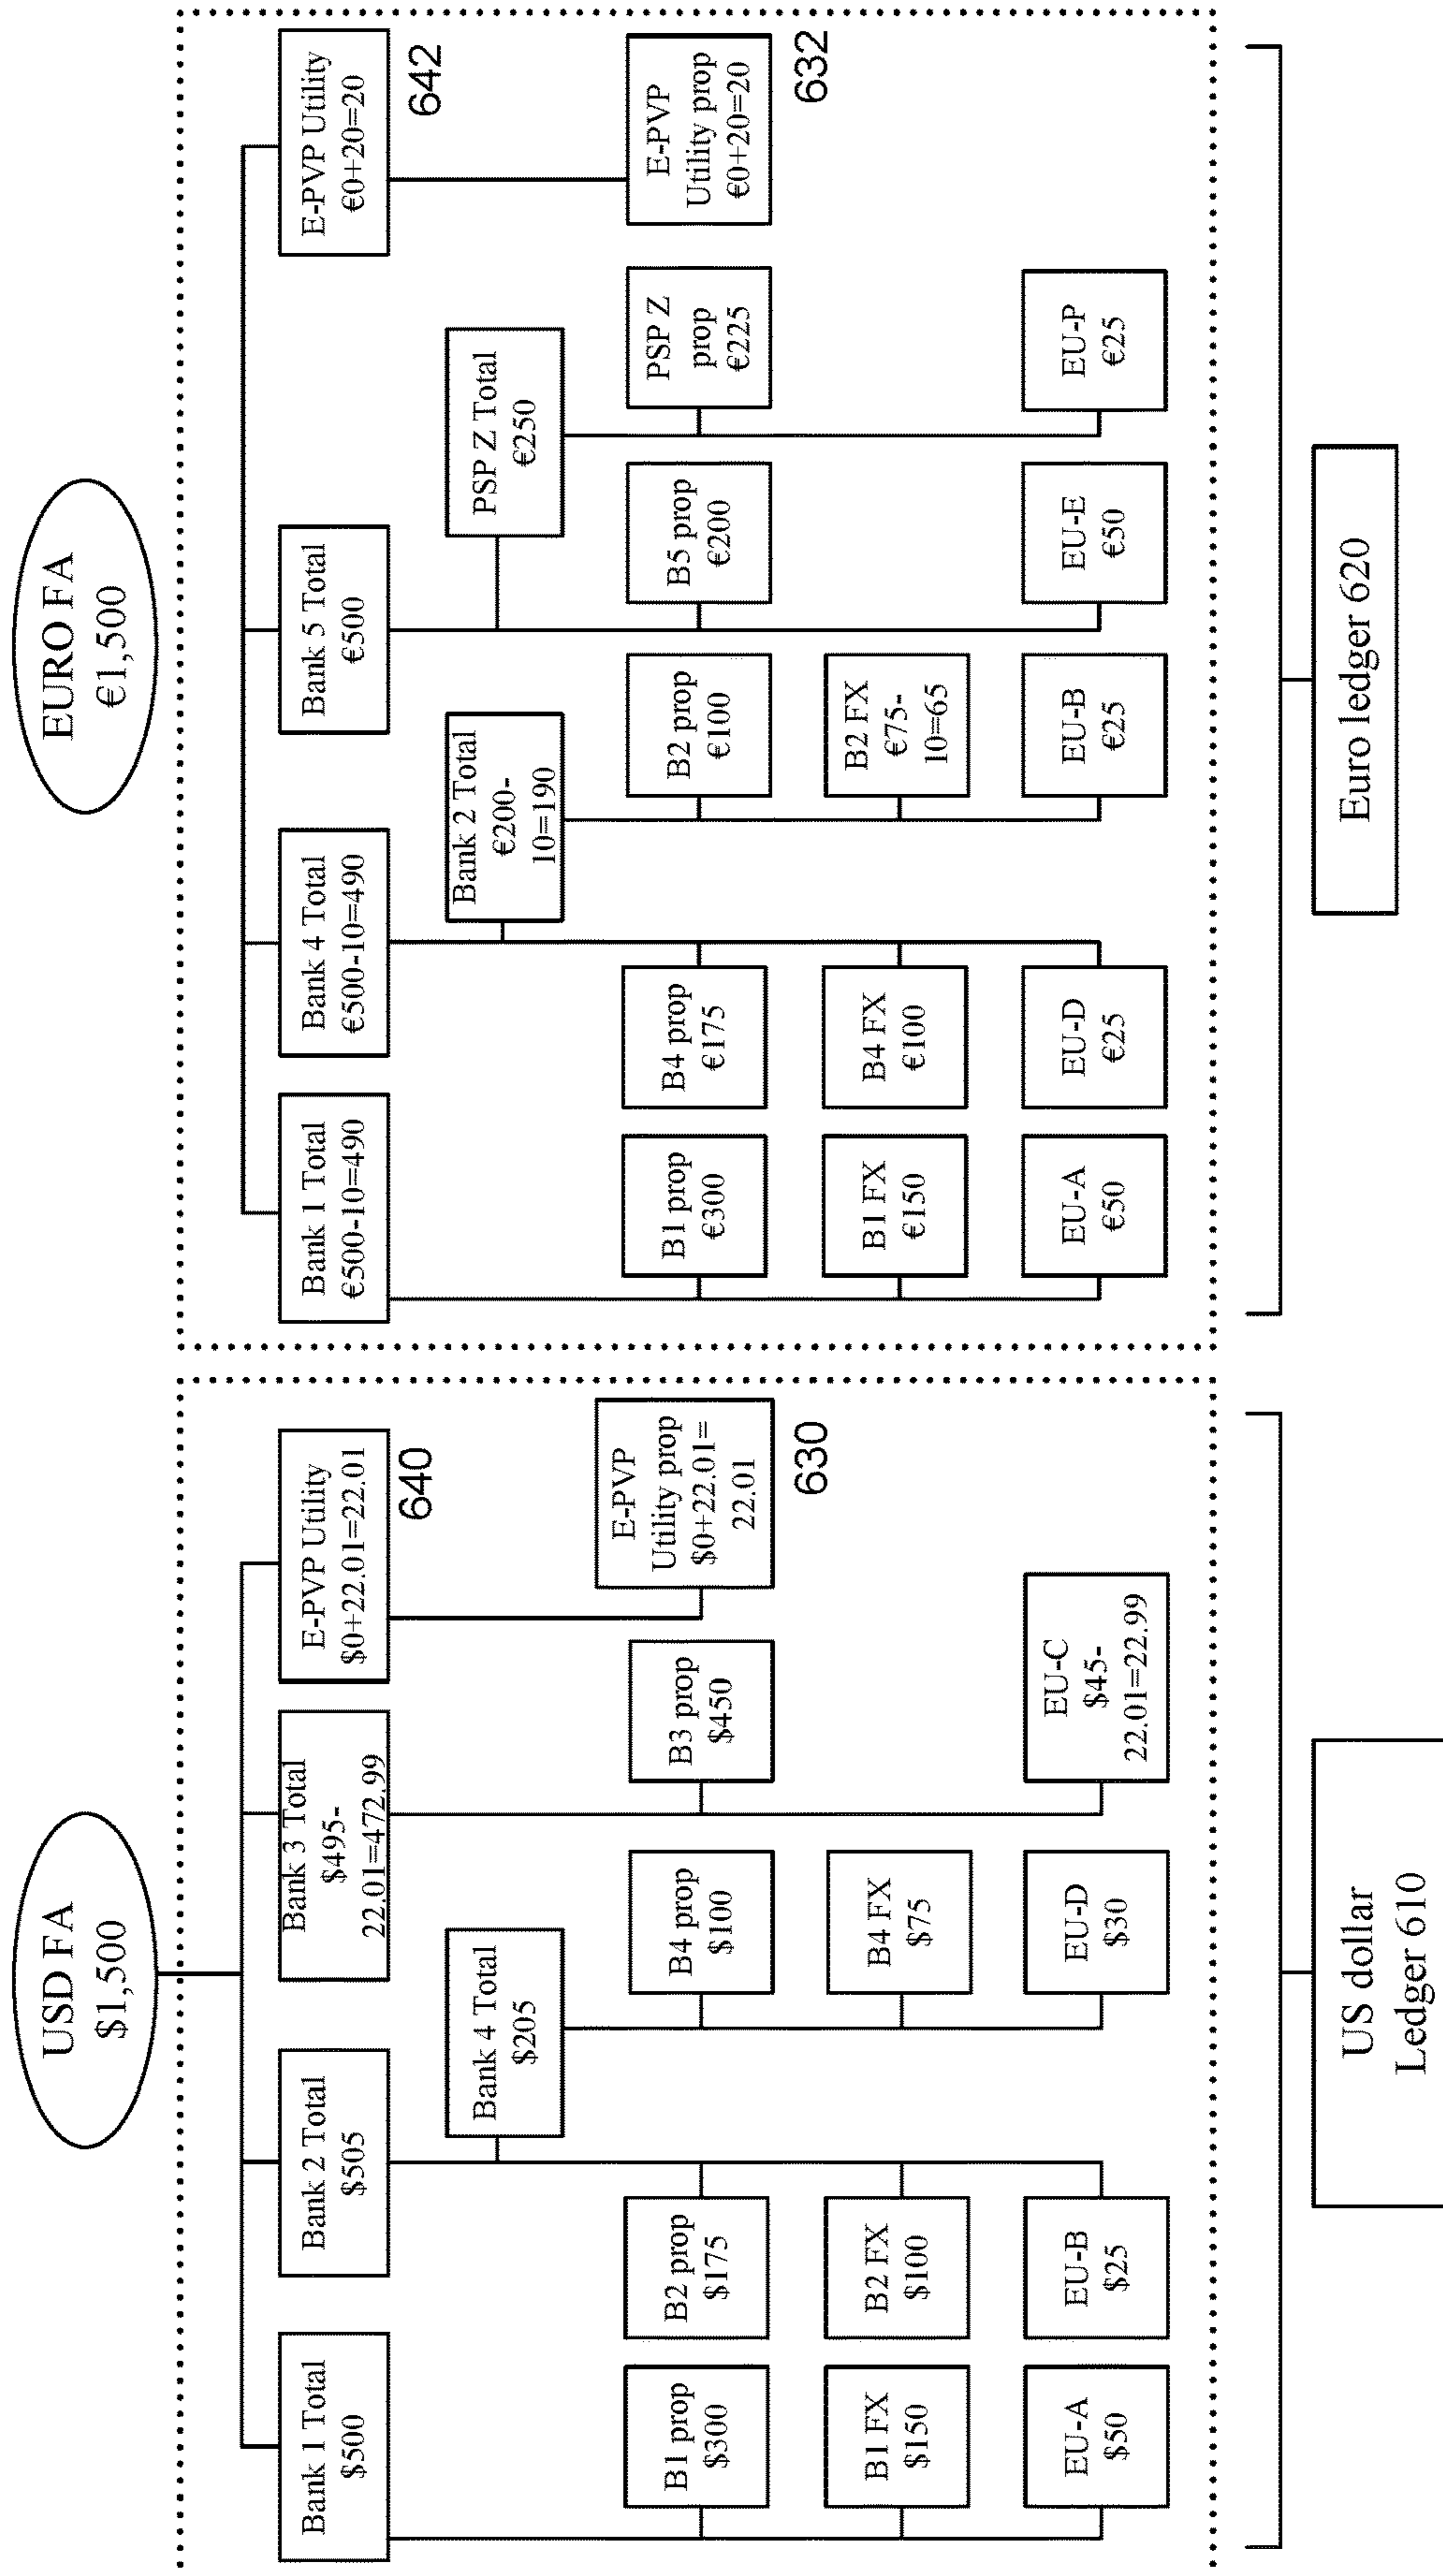 USD FA
$1,500
Bank 1 Total
$500
Bank 2 Total
$505
Bank 3 Total
$495-
22.01=472.99
E-PVP Utility
$0+22.01=22.01
640
Bank 4 Total
$205
B1 prop
$300
B2 prop
$175
B4 prop
$100
B3 prop
$450
E-PVP
Utility prop
$0+22.01=
22.01
630
B1 FX
$150
B2 FX
$100
B4 FX
$75
EU-A
$50
EU-B
$25
EU-D
$30
EU-C
$45-
22.01=22.99
US dollar
Ledger 610
EURO FA
€1,500
Bank 1 Total
€500-10=490
Bank 4 Total
€500-10=490
Bank 5 Total
€500
E-PVP Utility
€0+20=20
642
Bank 2 Total
€200-
10=190
PSP Z Total
€250
B1 prop
€300
B4 prop
€175
B2 prop
€100
B5 prop
€200
PSP Z
prop
€225
E-PVP
Utility prop
€0+20=20
632
B1 FX
€150
B4 FX
€100
B2 FX
€75-
10=65
EU-A
€50
EU-D
€25
EU-B
€25
EU-E
€50
EU-P
€25
Euro ledger 620